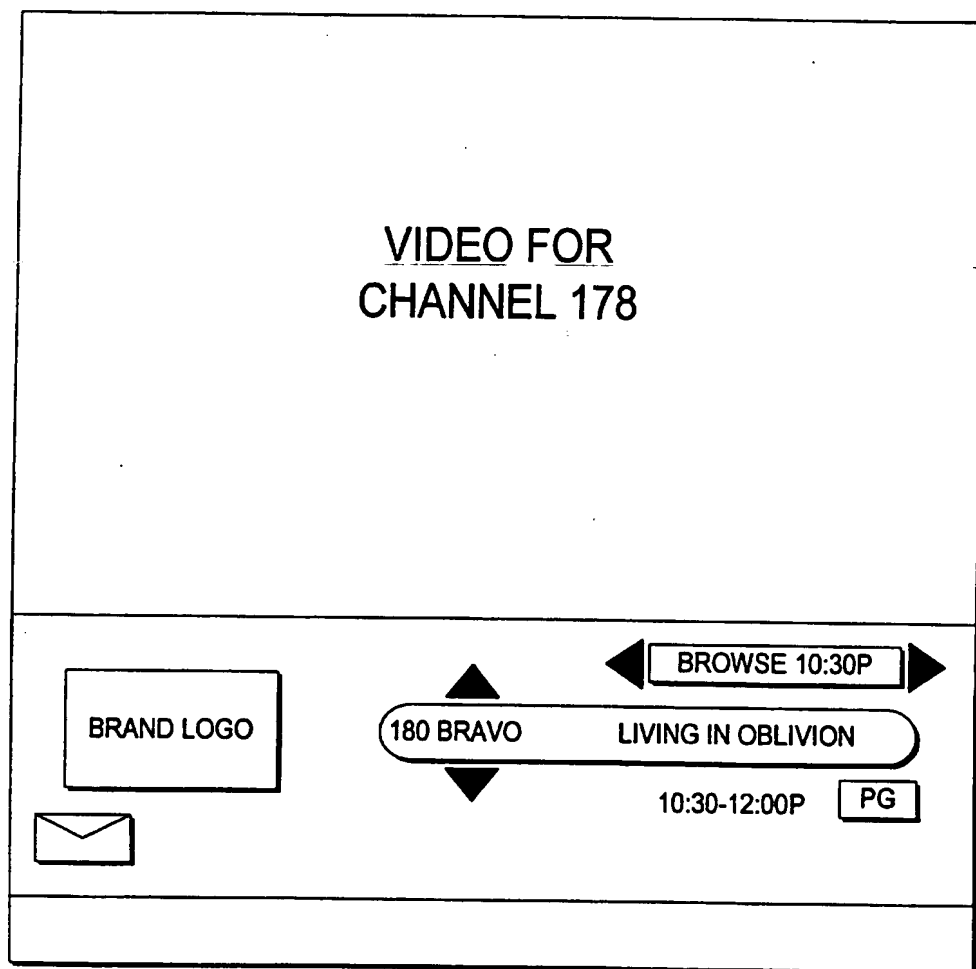 VIDEO FOR
CHANNEL 178
BROWSE 10:30P
BRAND LOGO
180 BRAVO LIVING IN OBLIVION
10:30-12:00P PG